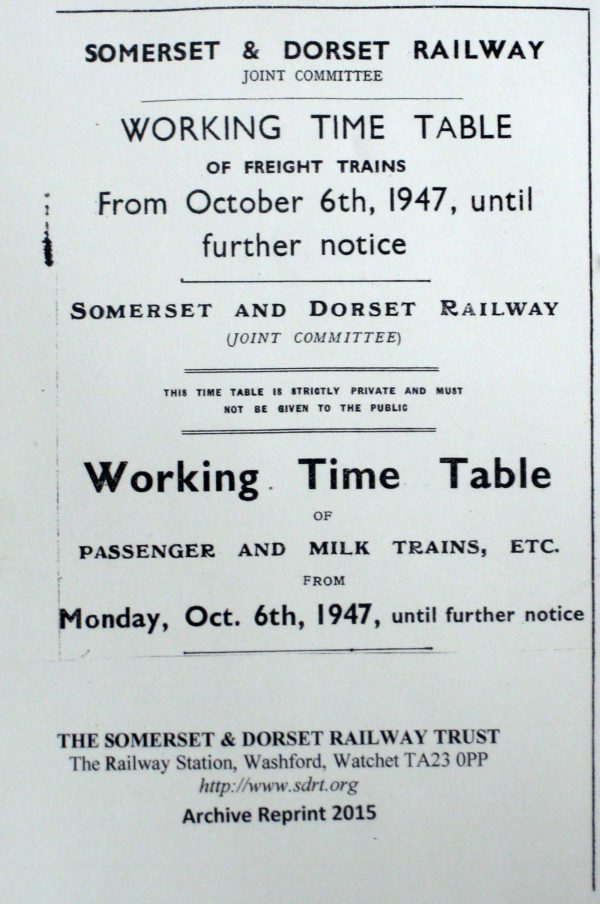 SOMERSET & DORSET RAILWAY
JOINT COMMITTEE
WORKING TIME TABLE
OF FREIGHT TRAINS
From October 6th, 1947, until
further notice
SOMERSET AND DORSET RAILWAY
(JOINT COMMITTEE)
THIS TIME TABLE IS STRICTLY PRIVATE AND MUST
NOT BE GIVEN TO THE PUBLIC
Working Time Table
OF
PASSENGER AND MILK TRAINS, ETC.
FROM
Monday, Oct. 6th, 1947, until further notice
THE SOMERSET & DORSET RAILWAY TRUST
The Railway Station, Washford, Watchet TA23 0PP
http://www.sdrt.org
Archive Reprint 2015